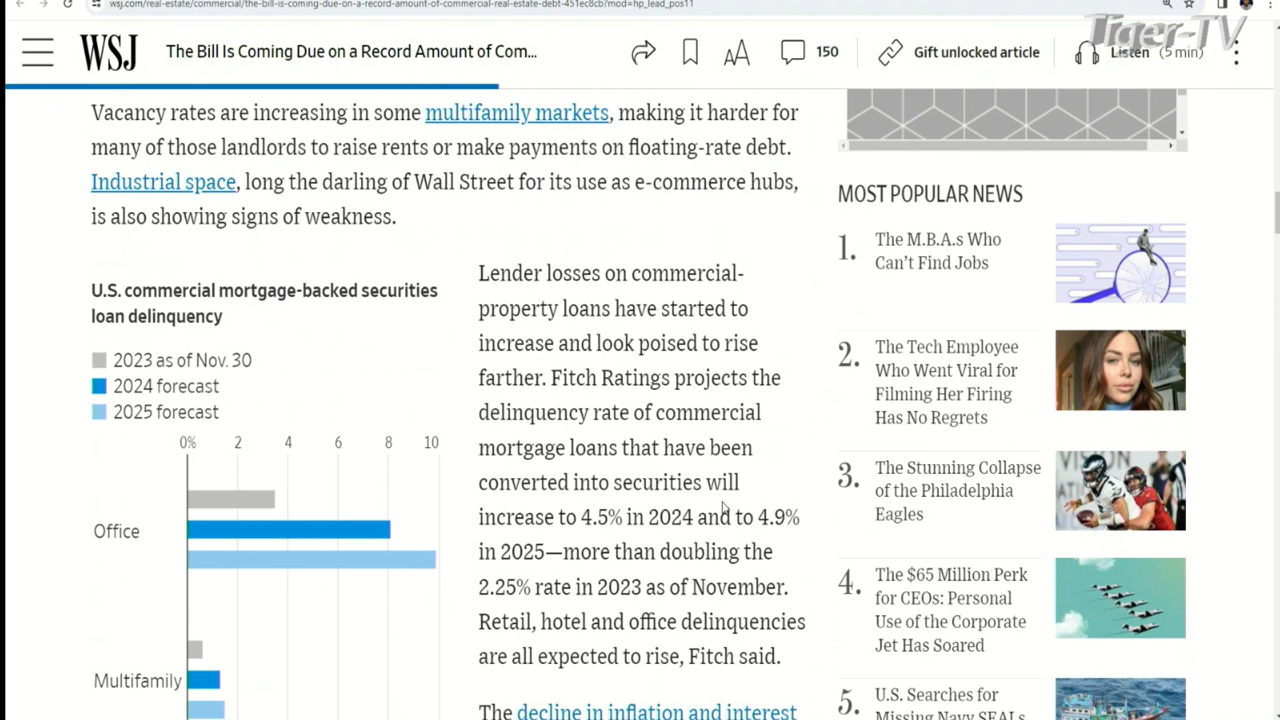 wsj.com/real-estate/commercial/the-bill-is-coming-due-on-a-record-amount-of-commercial-real-estate-debt-451ec8cb?mod=hp_lead_pos11
Tiger-TV
WSJ
The Bill Is Coming Due on a Record Amount of Com...
150
Gift unlocked article
Listen (5 min)
Vacancy rates are increasing in some multifamily markets, making it harder for
many of those landlords to raise rents or make payments on floating-rate debt.
Industrial space, long the darling of Wall Street for its use as e-commerce hubs,
is also showing signs of weakness.
U.S. commercial mortgage-backed securities
loan delinquency
2023 as of Nov. 30
2024 forecast
2025 forecast
0% 2 4 6 8 10
Office
Multifamily
Lender losses on commercial-
property loans have started to
increase and look poised to rise
farther. Fitch Ratings projects the
delinquency rate of commercial
mortgage loans that have been
converted into securities will
increase to 4.5% in 2024 and to 4.9%
in 2025—more than doubling the
2.25% rate in 2023 as of November.
Retail, hotel and office delinquencies
are all expected to rise, Fitch said.
The decline in inflation and interest
MOST POPULAR NEWS
1. The M.B.A.s Who
Can't Find Jobs
2. The Tech Employee
Who Went Viral for
Filming Her Firing
Has No Regrets
3. The Stunning Collapse
of the Philadelphia
Eagles
4. The $65 Million Perk
for CEOs: Personal
Use of the Corporate
Jet Has Soared
5. U.S. Searches for
Missing Navy SEALs